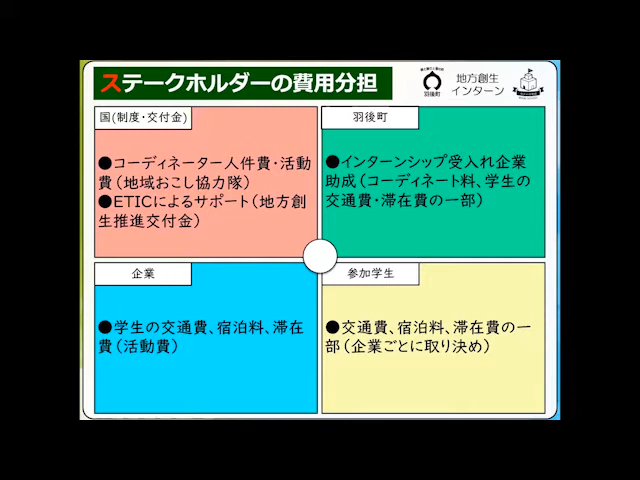 ステークホルダーの費用分担
羽後町
地方創生
インターン
国(制度・交付金)
●コーディネーター人件費・活動
費(地域おこし協力隊)
●ETICによるサポート(地方創
生推進交付金)
羽後町
●インターンシップ受入れ企業
助成(コーディネート料、学生の
交通費・滞在費の一部)
企業
●学生の交通費、宿泊料、滞在
費(活動費)
参加学生
●交通費、宿泊料、滞在費の一
部(企業ごとに取り決め)